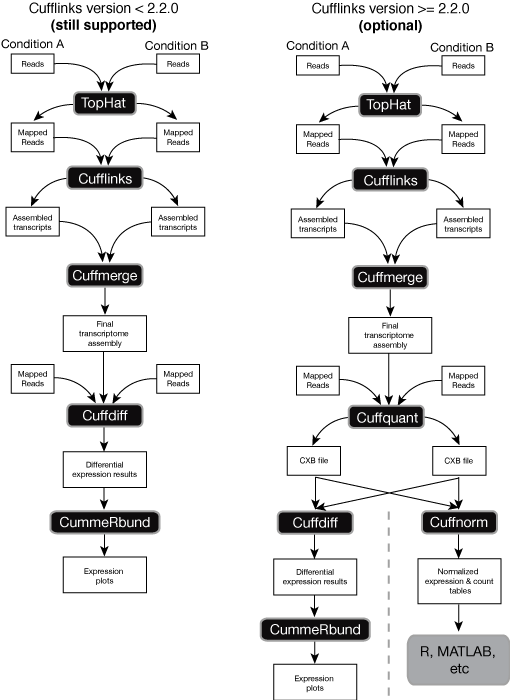 Cufflinks version < 2.2.0
(still supported)
Condition A
Condition B
Reads
Reads
TopHat
Mapped
Reads
Mapped
Reads
Cufflinks
Assembled
transcripts
Assembled
transcripts
Cuffmerge
Final
transcriptome
assembly
Mapped
Reads
Mapped
Reads
Cuffdiff
Differential
expression results
CummeRbund
Expression
plots
Cufflinks version >= 2.2.0
(optional)
Condition A
Condition B
Reads
Reads
TopHat
Mapped
Reads
Mapped
Reads
Cufflinks
Assembled
transcripts
Assembled
transcripts
Cuffmerge
Final
transcriptome
assembly
Mapped
Reads
Mapped
Reads
Cuffquant
CXB file
CXB file
Cuffdiff
Differential
expression results
CummeRbund
Expression
plots
Cuffnorm
Normalized
expression & count
tables
R, MATLAB,
etc